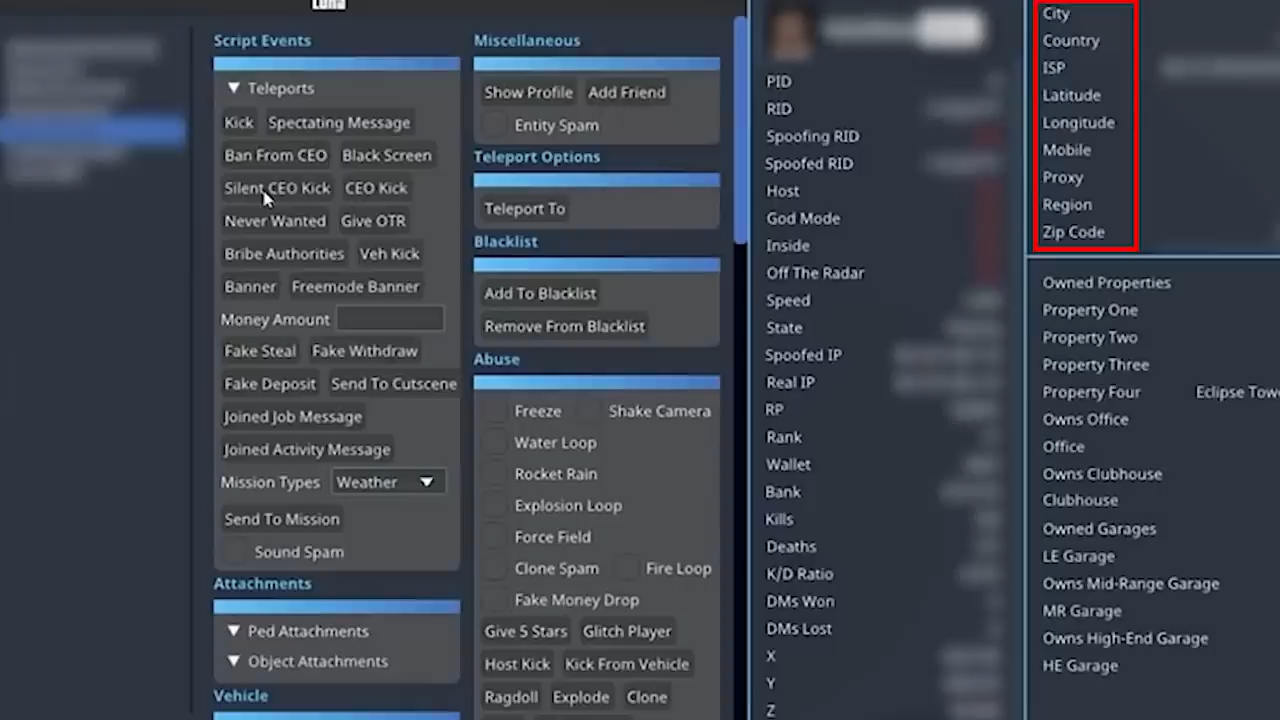 Luna
Script Events
Teleports
Kick Spectating Message
Ban From CEO Black Screen
Silent CEO Kick CEO Kick
Never Wanted Give OTR
Bribe Authorities Veh Kick
Banner Freemode Banner
Money Amount
Fake Steal Fake Withdraw
Fake Deposit Send To Cutscene
Joined Job Message
Joined Activity Message
Mission Types Weather
Send To Mission
Sound Spam
Attachments
Ped Attachments
Object Attachments
Vehicle
Miscellaneous
Show Profile Add Friend
Entity Spam
Teleport Options
Teleport To
Blacklist
Add To Blacklist
Remove From Blacklist
Abuse
Freeze Shake Camera
Water Loop
Rocket Rain
Explosion Loop
Force Field
Clone Spam Fire Loop
Fake Money Drop
Give 5 Stars Glitch Player
Host Kick Kick From Vehicle
Ragdoll Explode Clone
PID
RID
Spoofing RID
Spoofed RID
Host
God Mode
Inside
Off The Radar
Speed
State
Spoofed IP
Real IP
RP
Rank
Wallet
Bank
Kills
Deaths
K/D Ratio
DMs Won
DMs Lost
X
Y
Z
City
Country
ISP
Latitude
Longitude
Mobile
Proxy
Region
Zip Code
Owned Properties
Property One
Property Two
Property Three
Property Four Eclipse Tow
Owns Office
Office
Owns Clubhouse
Clubhouse
Owned Garages
LE Garage
Owns Mid-Range Garage
MR Garage
Owns High-End Garage
HE Garage